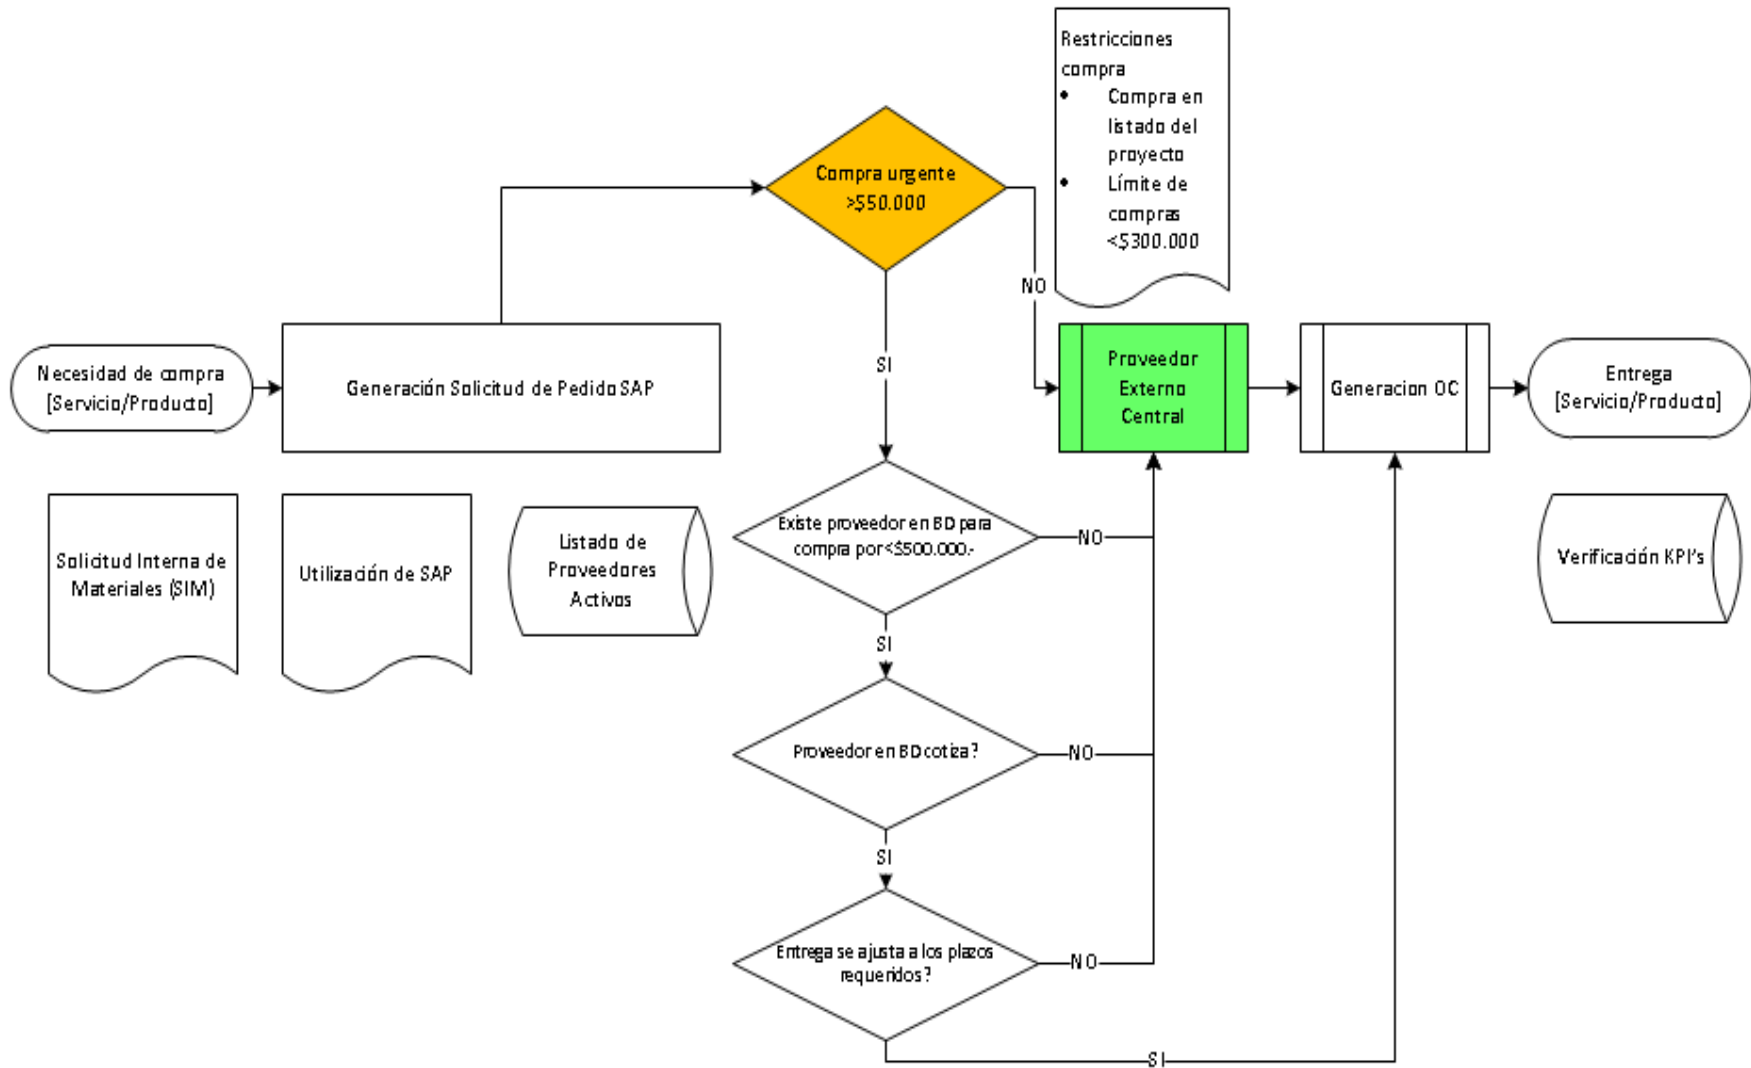 Restricciones
compra
• Compra en
listado del
proyecto
• Límite de
compras
<$300.000
Compra urgente
>$50.000
NO
SI
Necesidad de compra
[Servicio/Producto]
Generación Solicitud de Pedido SAP
Proveedor
Externo
Central
Generacion OC
Entrega
[Servicio/Producto]
Solicitud Interna de
Materiales (SIM)
Utilización de SAP
Listado de
Proveedores
Activos
Existe proveedor en BD para
compra por <$500.000.-
NO
Verificación KPI's
SI
Proveedor en BD cotiza?
NO
SI
Entrega se ajusta a los plazos
requeridos?
NO
SI